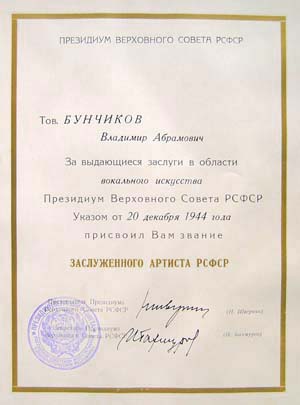 ПРЕЗИДИУМ ВЕРХОВНОГО СОВЕТА РСФСР
Тов. БУНЧИКОВ
Владимир Абрамович
За выдающиеся заслуги в области
вокального искусства
Президиум Верховного Совета РСФСР
Указом от 20 декабря 1944 года
присвоил Вам звание
ЗАСЛУЖЕННОГО АРТИСТА РСФСР
Председатель Президиума
Верховного Совета РСФСР
Секретарь Президиума
Верховного Совета РСФСР